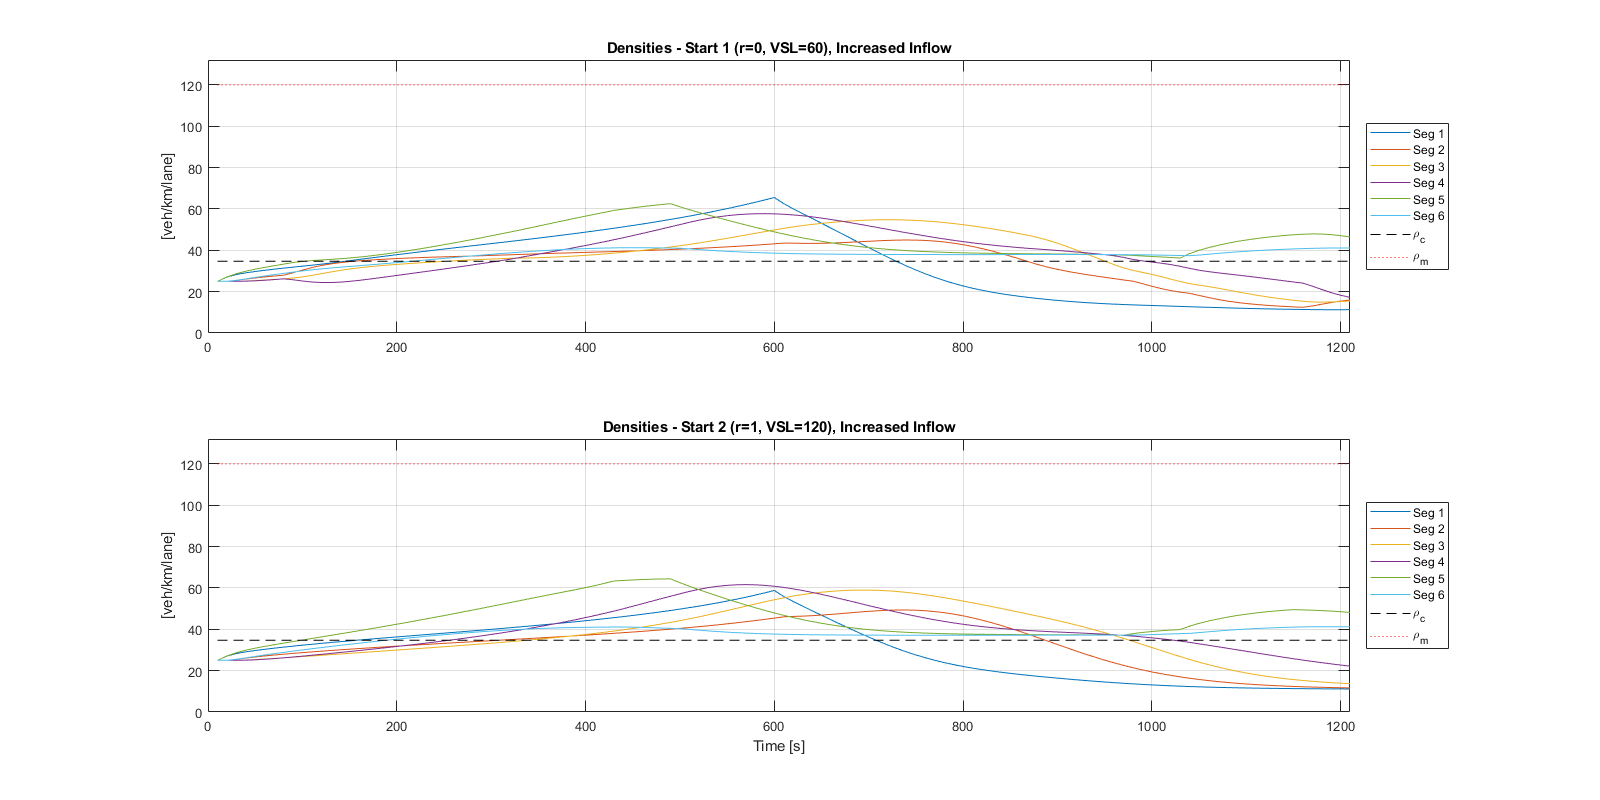 Densities - Start 1 (r=0, VSL=60), Increased Inflow
120
100
80
60
40
20
0
[veh/km/lane]
0 200 400 600 800 1000 1200
Seg 1
Seg 2
Seg 3
Seg 4
Seg 5
Seg 6
ρc
ρm
Densities - Start 2 (r=1, VSL=120), Increased Inflow
120
100
80
60
40
20
0
[veh/km/lane]
0 200 400 600 800 1000 1200
Time [s]
Seg 1
Seg 2
Seg 3
Seg 4
Seg 5
Seg 6
ρc
ρm